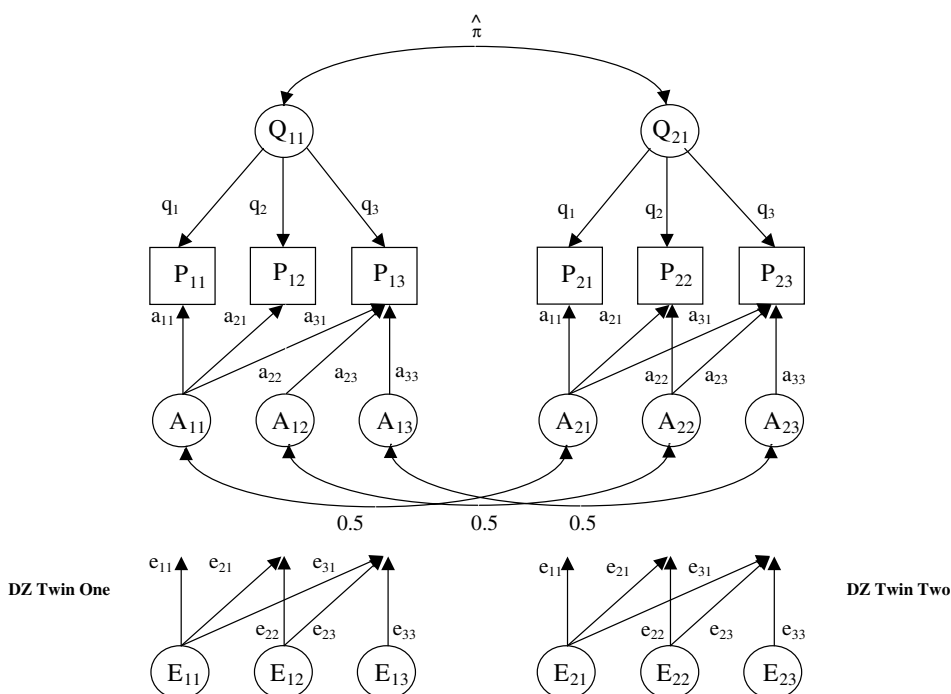 π̂
Q₁₁ Q₂₁
q₁ q₂ q₃ q₁ q₂ q₃
P₁₁ P₁₂ P₁₃ P₂₁ P₂₂ P₂₃
a₁₁ a₂₁ a₃₁ a₁₁ a₂₁ a₃₁
a₂₂ a₂₃ a₃₃ a₂₂ a₂₃ a₃₃
A₁₁ A₁₂ A₁₃ A₂₁ A₂₂ A₂₃
0.5 0.5 0.5
e₁₁ e₂₁ e₃₁ e₁₁ e₂₁ e₃₁
DZ Twin One DZ Twin Two
e₂₂ e₂₃ e₃₃ e₂₂ e₂₃ e₃₃
E₁₁ E₁₂ E₁₃ E₂₁ E₂₂ E₂₃